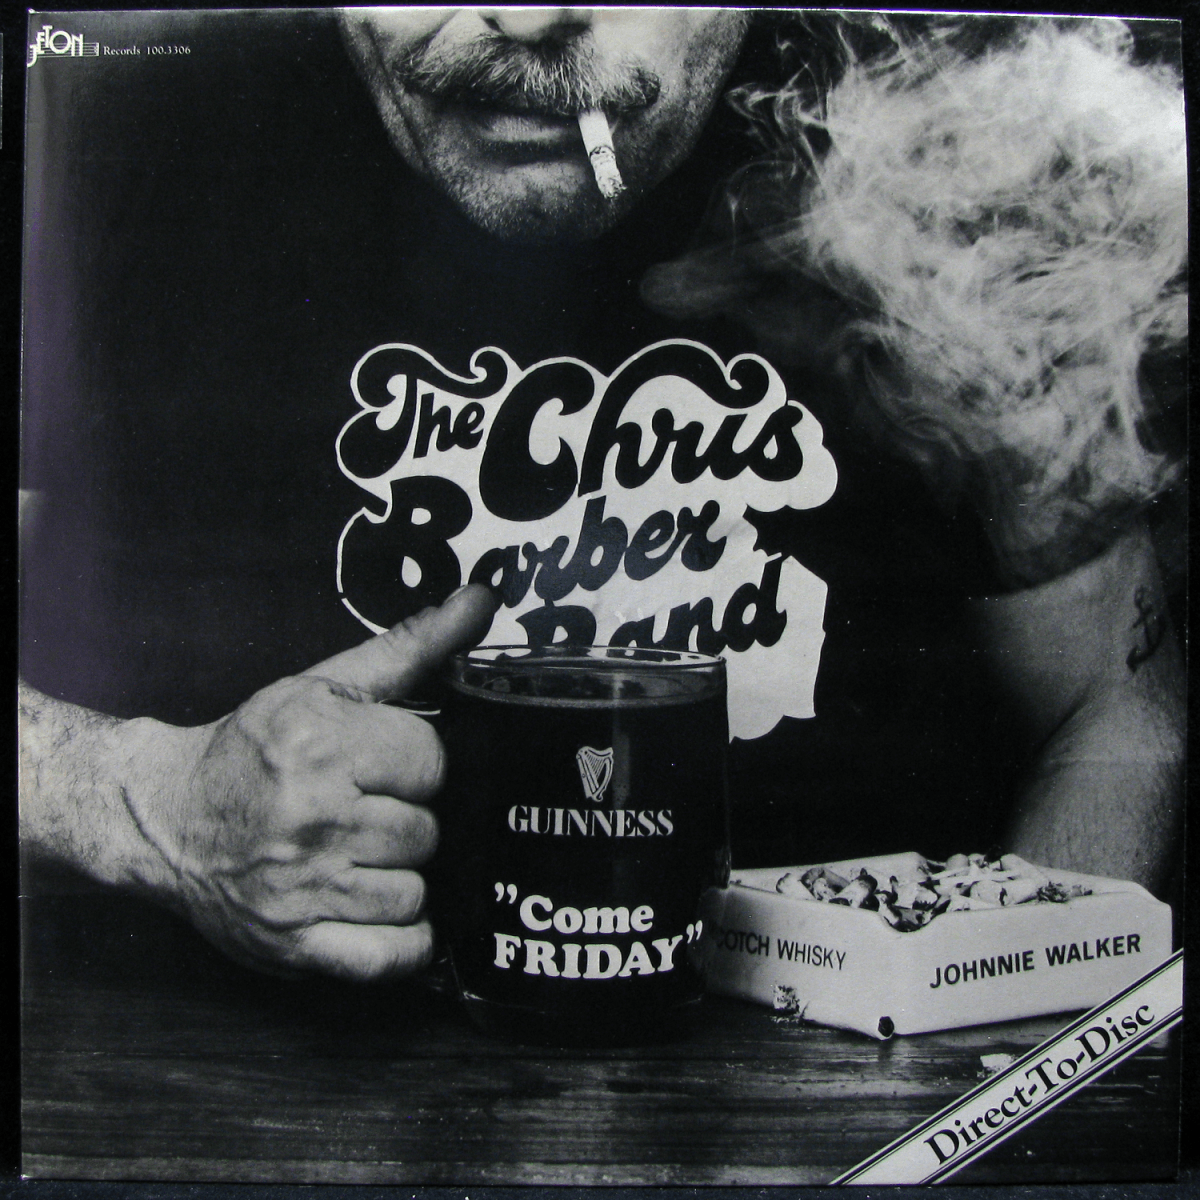 JETON Records 100.3306
The Chris
Barber
Band
GUINNESS
"Come
FRIDAY"
SCOTCH WHISKY
JOHNNIE WALKER
Direct-To-Disc